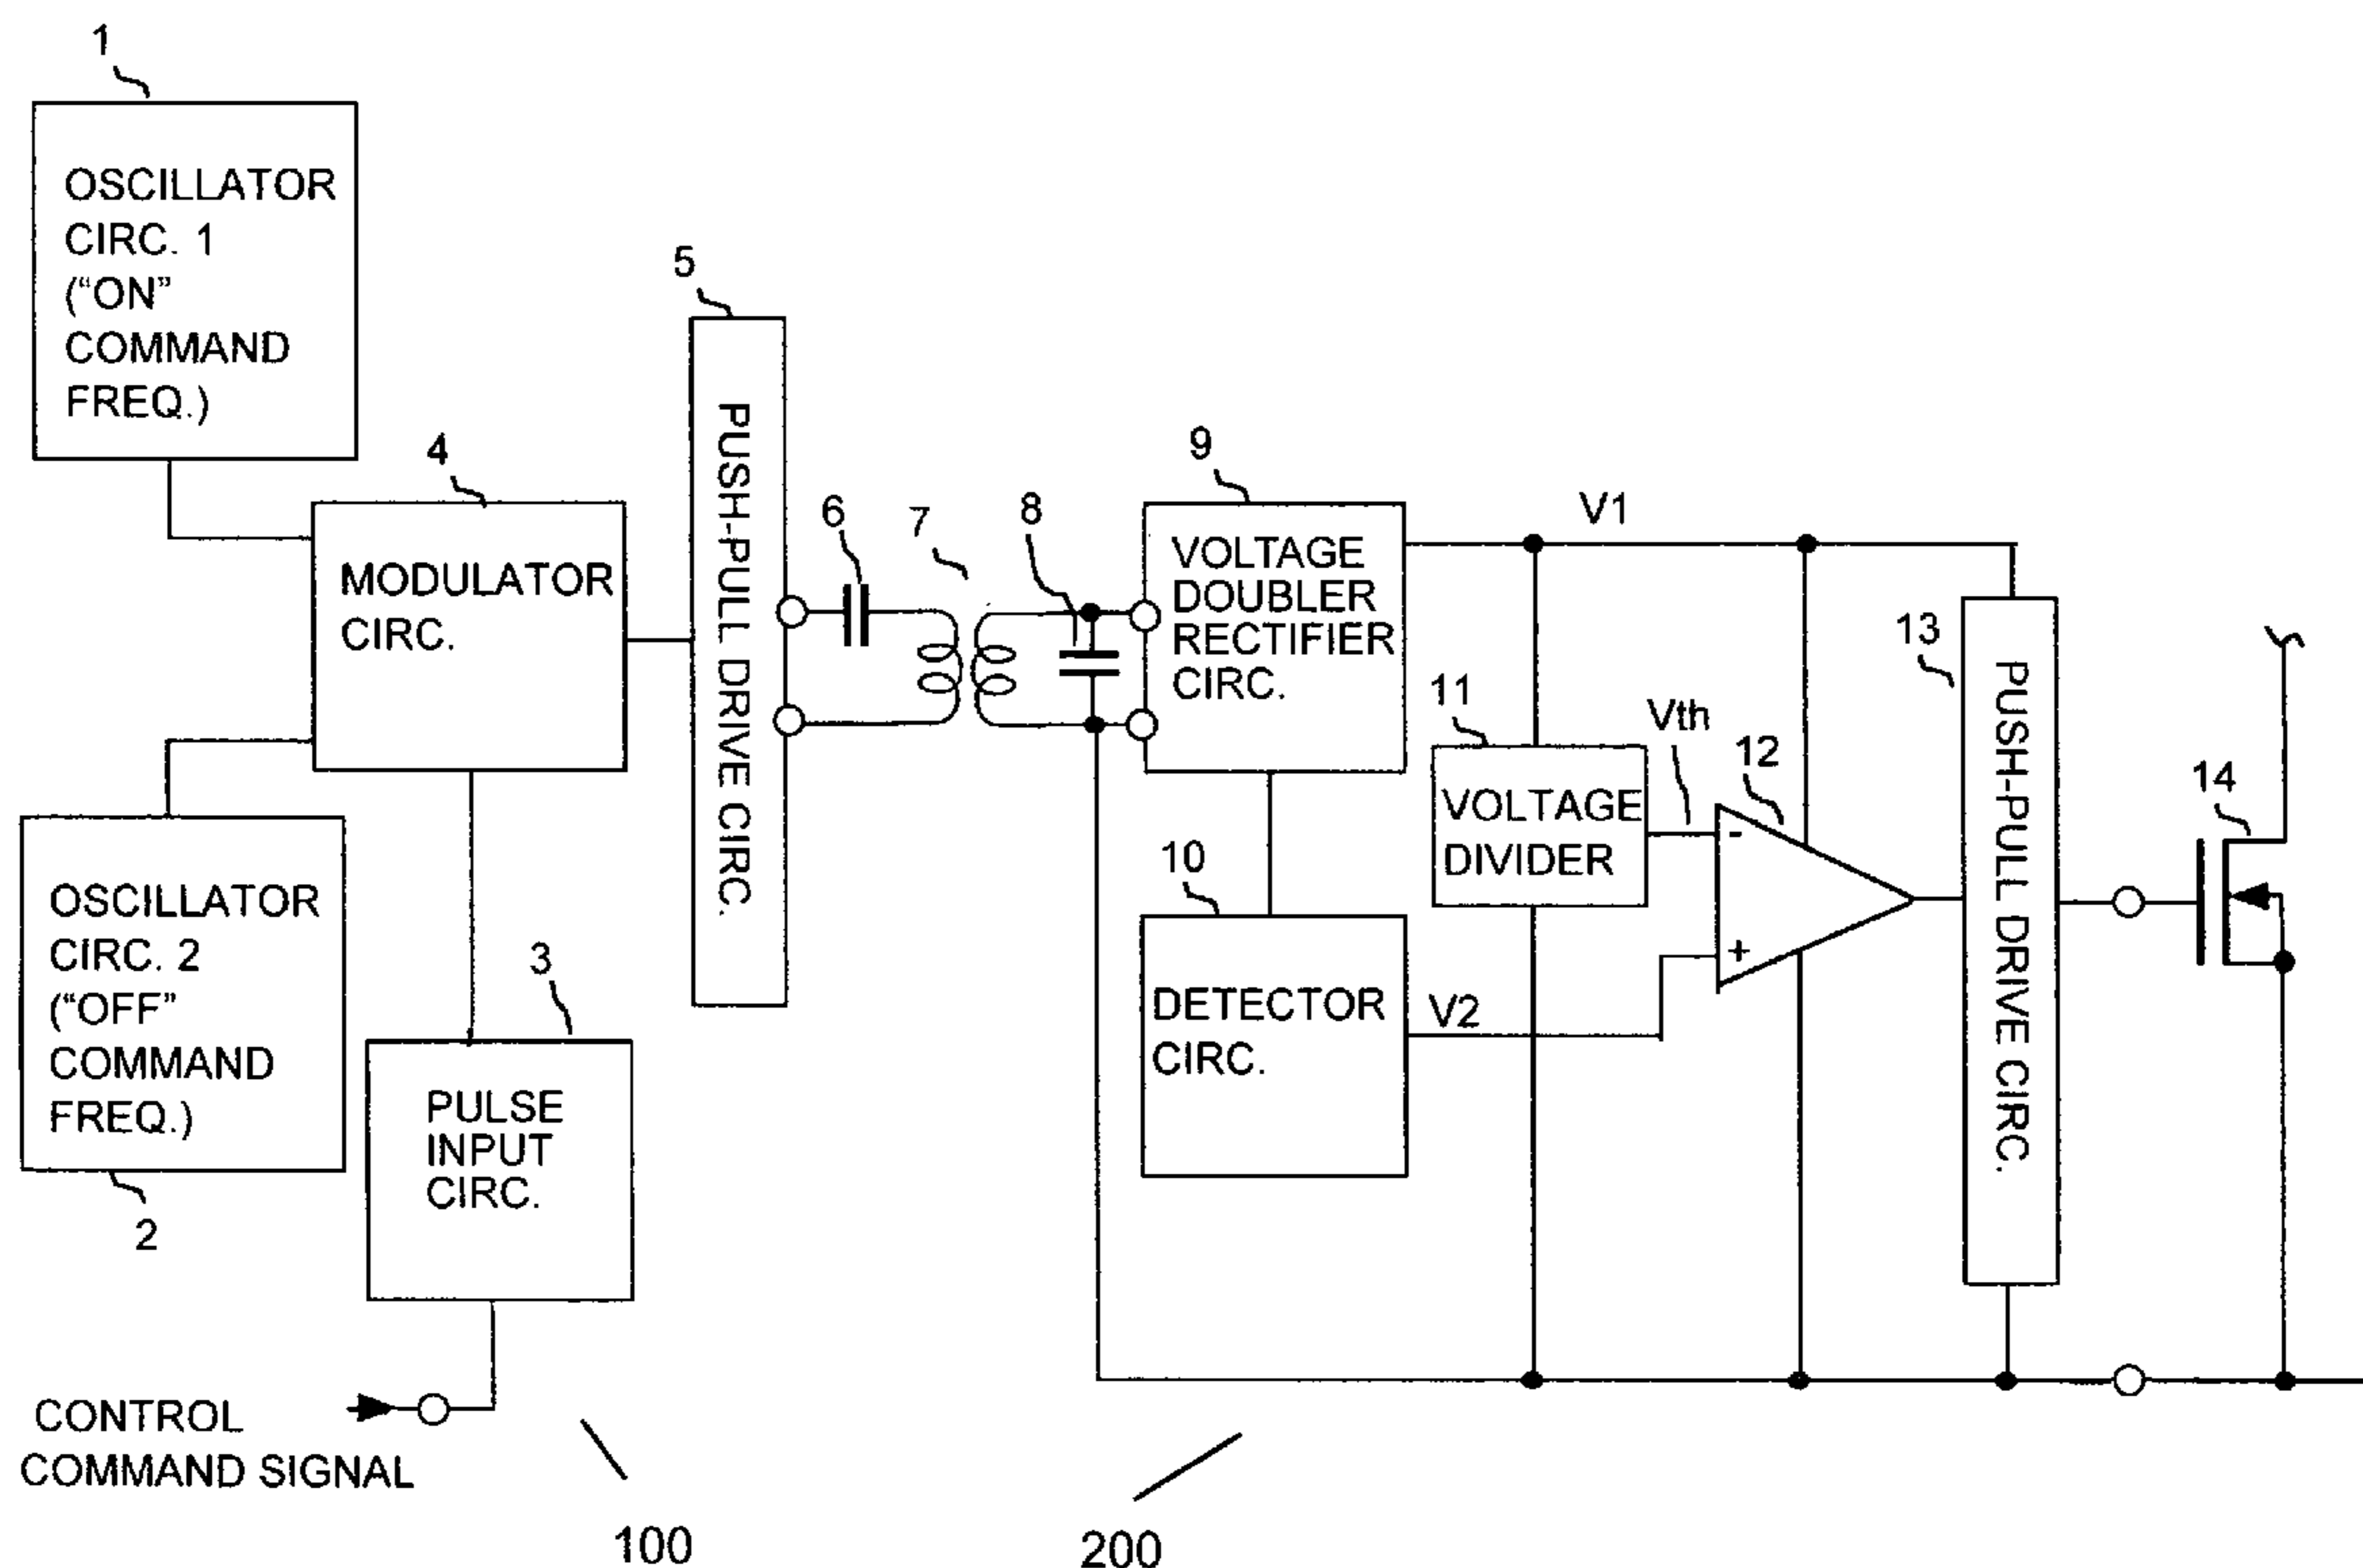 1
OSCILLATOR
CIRC. 1
("ON"
COMMAND
FREQ.)
4
MODULATOR
CIRC.
OSCILLATOR
CIRC. 2
("OFF"
COMMAND
FREQ.)
2
3
PULSE
INPUT
CIRC.
CONTROL
COMMAND SIGNAL
100
5
PUSH-PULL DRIVE CIRC.
6
7
8
9
VOLTAGE
DOUBLER
RECTIFIER
CIRC.
V1
10
DETECTOR
CIRC.
V2
11
VOLTAGE
DIVIDER
Vth
12
-
+
13
PUSH-PULL DRIVE CIRC.
14
200